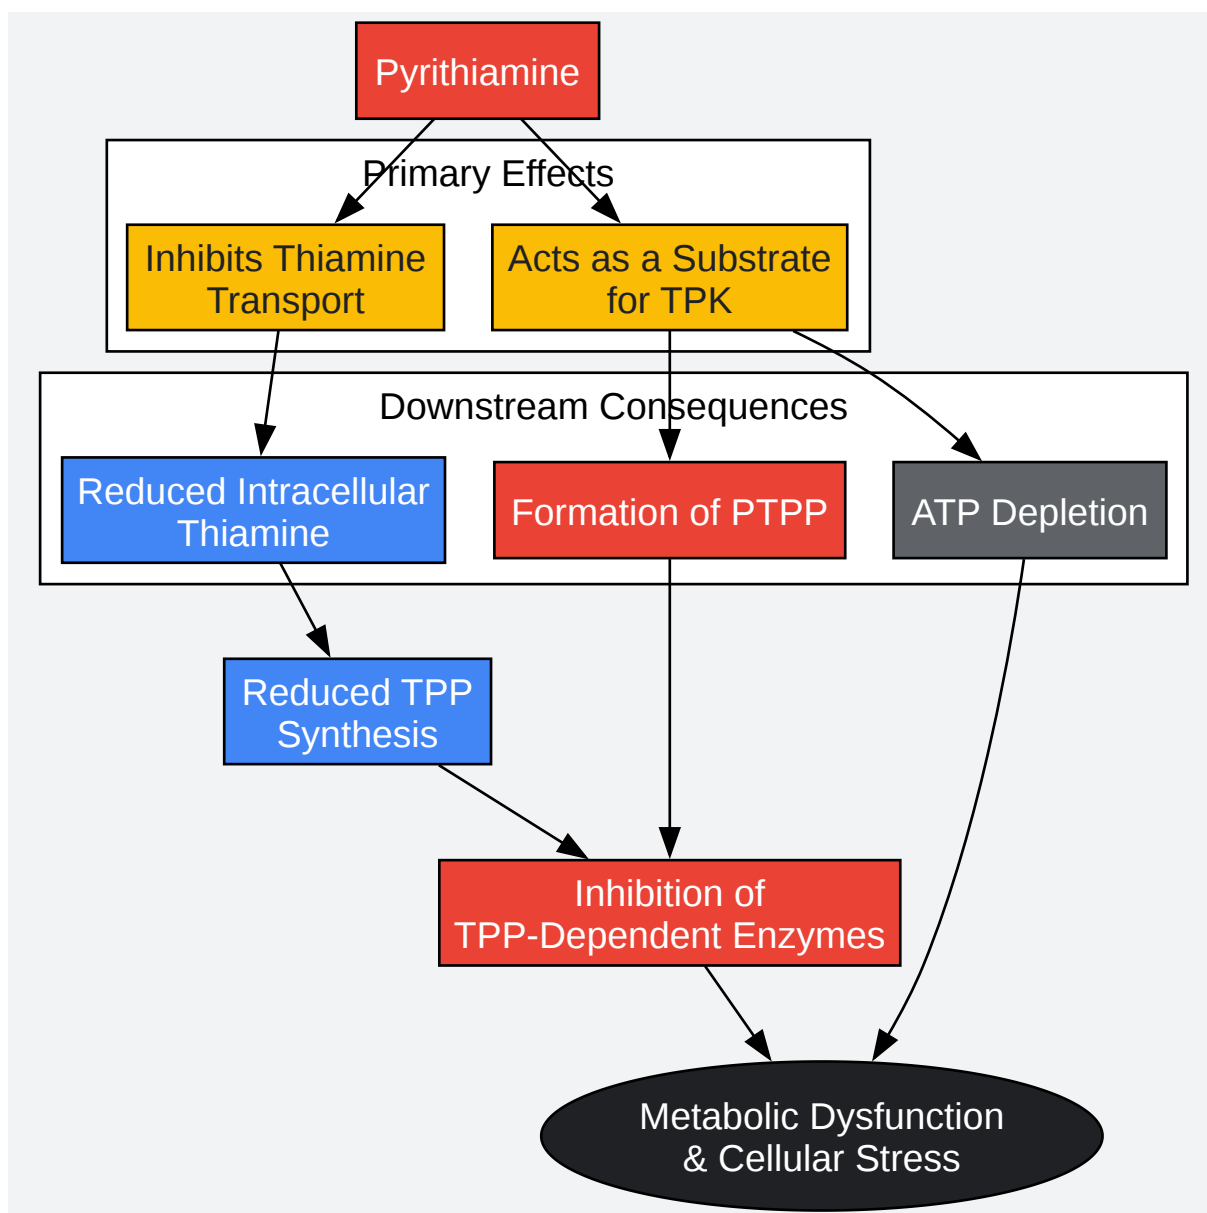 Pyrithiamine
Primary Effects
Inhibits Thiamine
Transport
Acts as a Substrate
for TPK
Downstream Consequences
Reduced Intracellular
Thiamine
Formation of PTPP
ATP Depletion
Reduced TPP
Synthesis
Inhibition of
TPP-Dependent Enzymes
Metabolic Dysfunction
& Cellular Stress